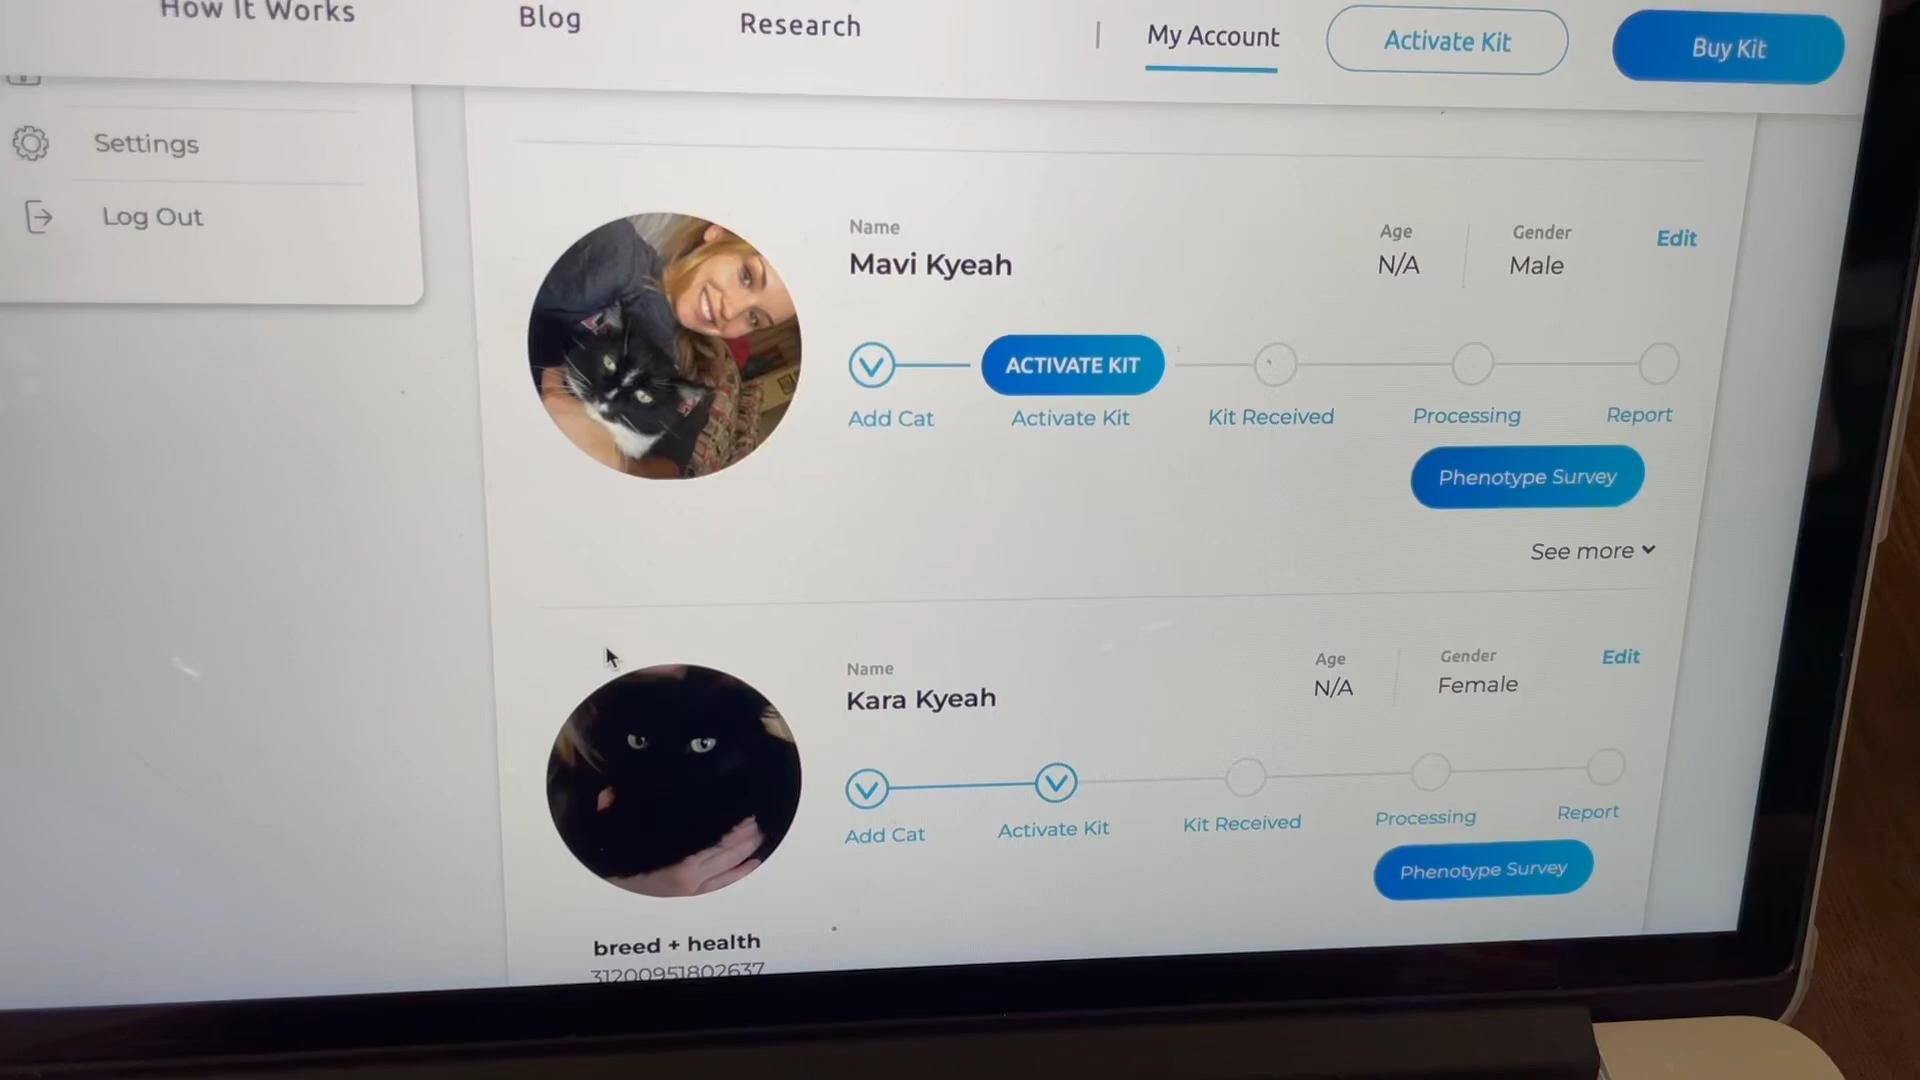 How It Works
Blog
Research
My Account
Activate Kit
Buy Kit
Settings
Log Out
Name
Mavi Kyeah
Age
N/A
Gender
Male
Edit
ACTIVATE KIT
Add Cat
Activate Kit
Kit Received
Processing
Report
Phenotype Survey
See more
Name
Kara Kyeah
Age
N/A
Gender
Female
Edit
Add Cat
Activate Kit
Kit Received
Processing
Report
Phenotype Survey
breed + health
31200951802637